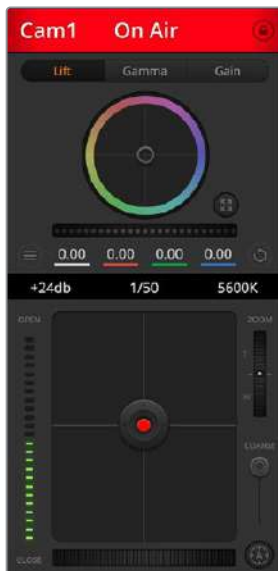 Cam1 On Air
Lift Gamma Gain
0.00 0.00 0.00 0.00
+24db 1/50 5600K
OPEN ZOOM
T
W
COARSE
CLOSE